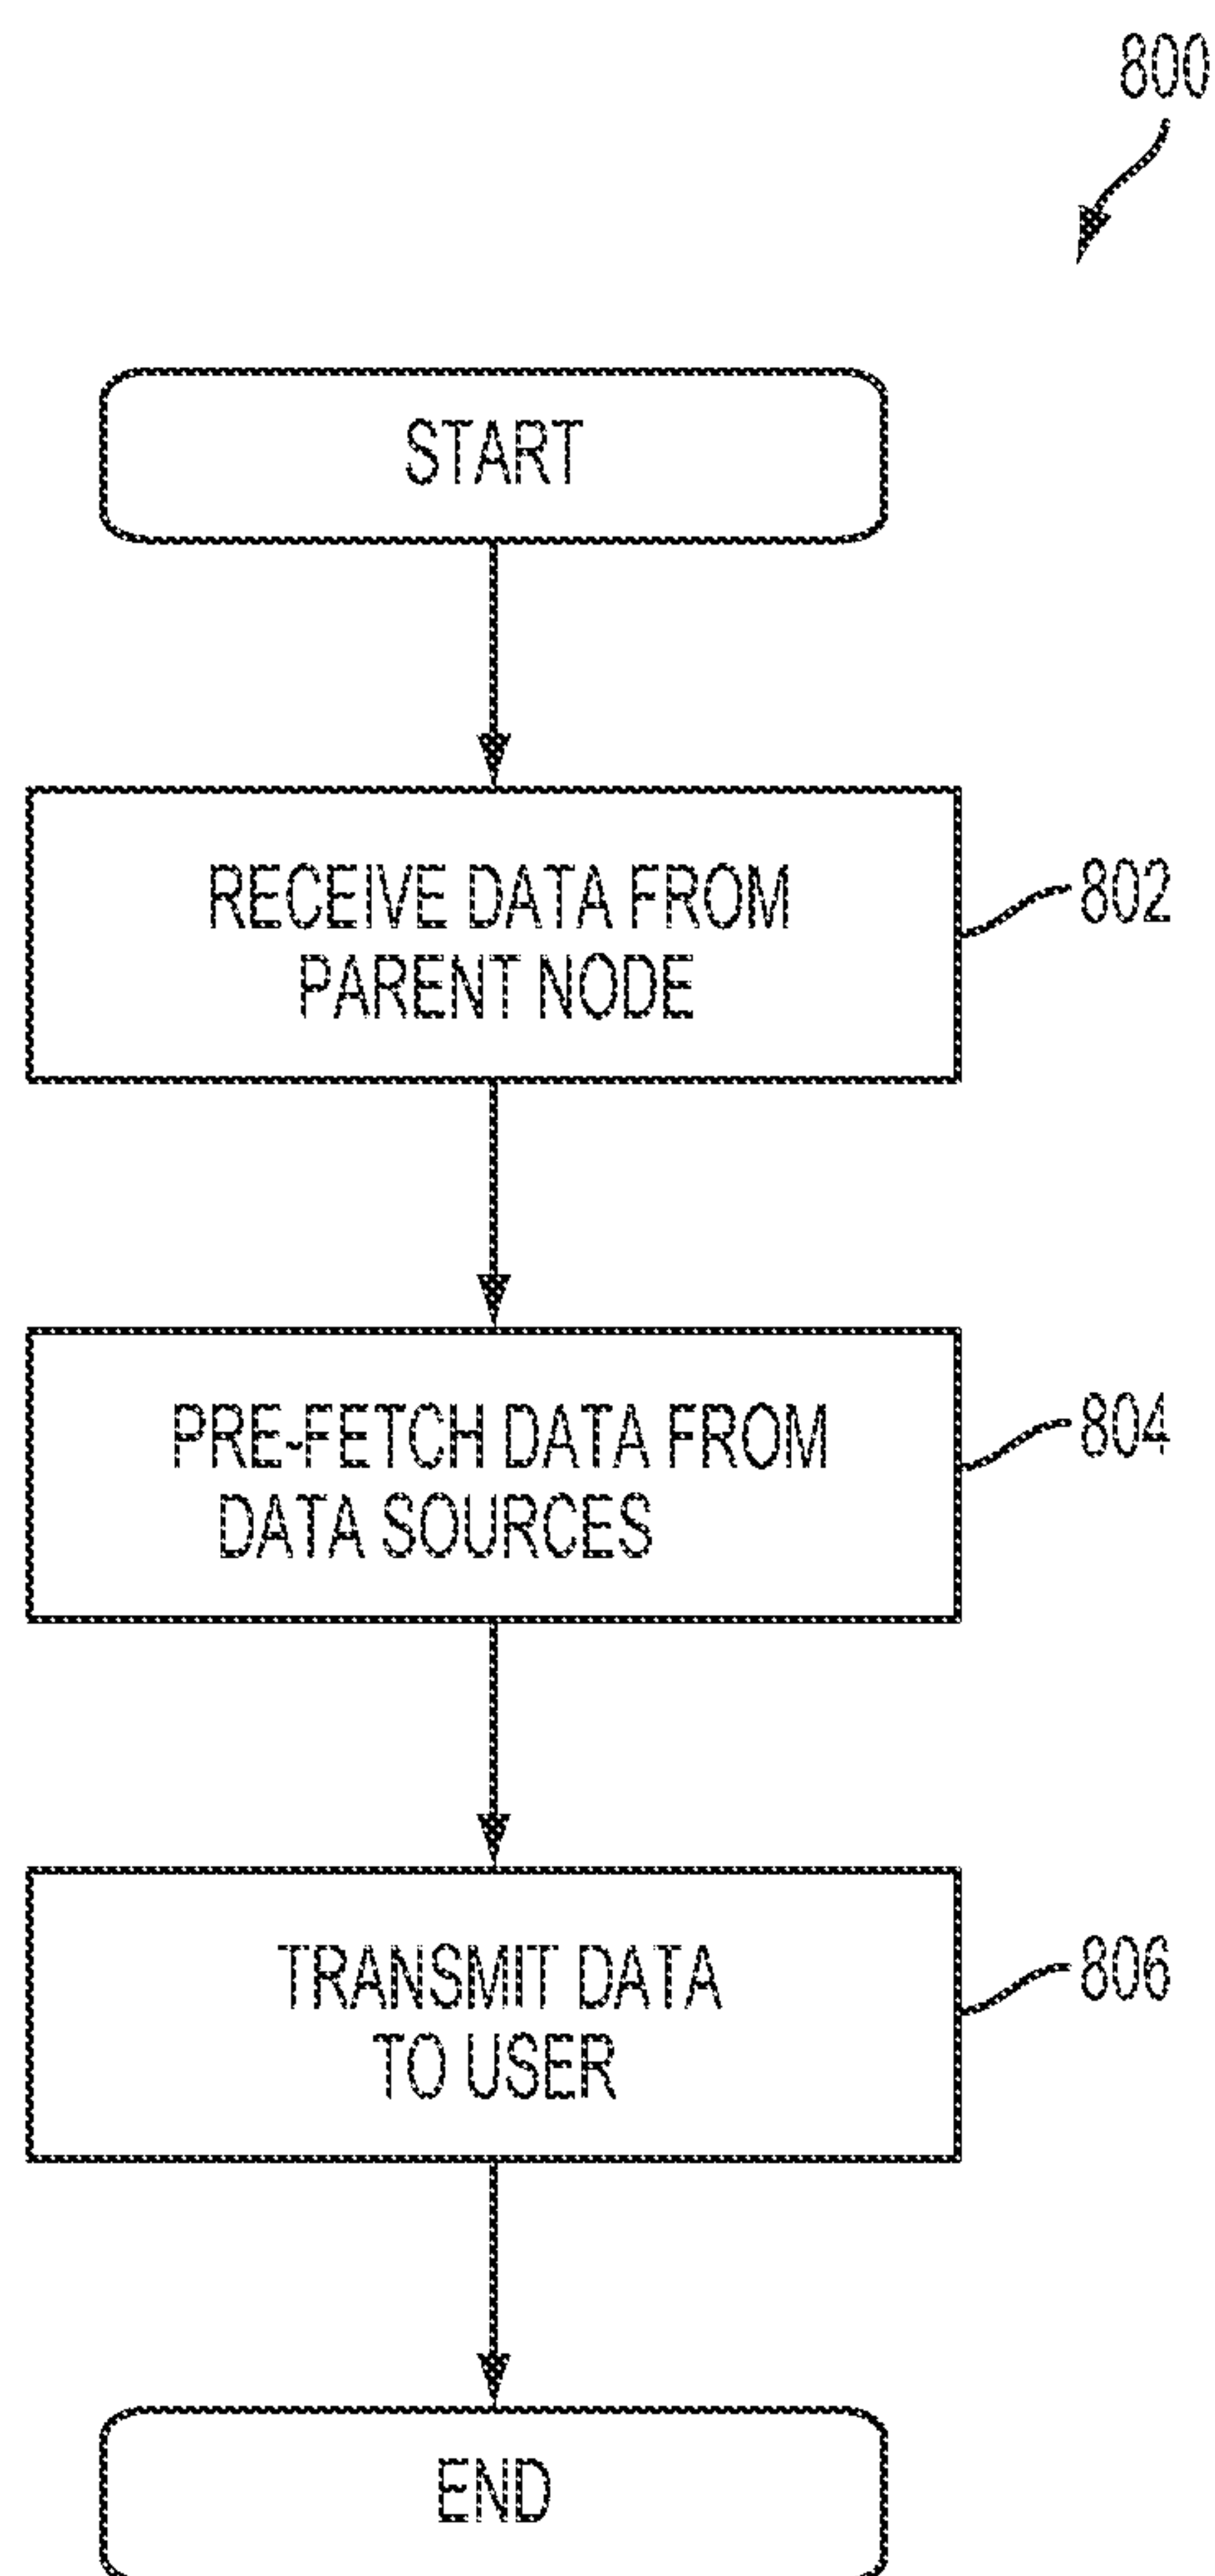 800
START
RECEIVE DATA FROM
PARENT NODE
802
PRE-FETCH DATA FROM
DATA SOURCES
804
TRANSMIT DATA
TO USER
806
END